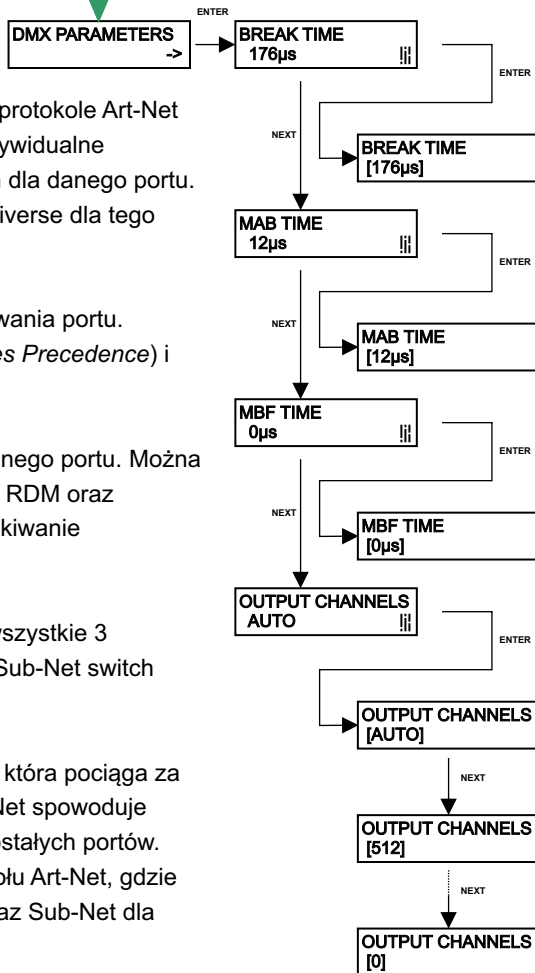 ENTER
DMX PARAMETERS
->
BREAK TIME
176µs
ENTER
NEXT
BREAK TIME
[176µs]
MAB TIME
12µs
ENTER
NEXT
MAB TIME
[12µs]
MBF TIME
0µs
ENTER
NEXT
MBF TIME
[0µs]
OUTPUT CHANNELS
AUTO
ENTER
OUTPUT CHANNELS
[AUTO]
NEXT
OUTPUT CHANNELS
[512]
NEXT
OUTPUT CHANNELS
[0]
protokole Art-Net
ywidualne
dla danego portu.
iverse dla tego
wania portu.
es Precedence) i
nego portu. Można
RDM oraz
kiwanie
wszystkie 3
Sub-Net switch
która pociąga za
Net spowoduje
ostałych portów.
ołu Art-Net, gdzie
az Sub-Net dla